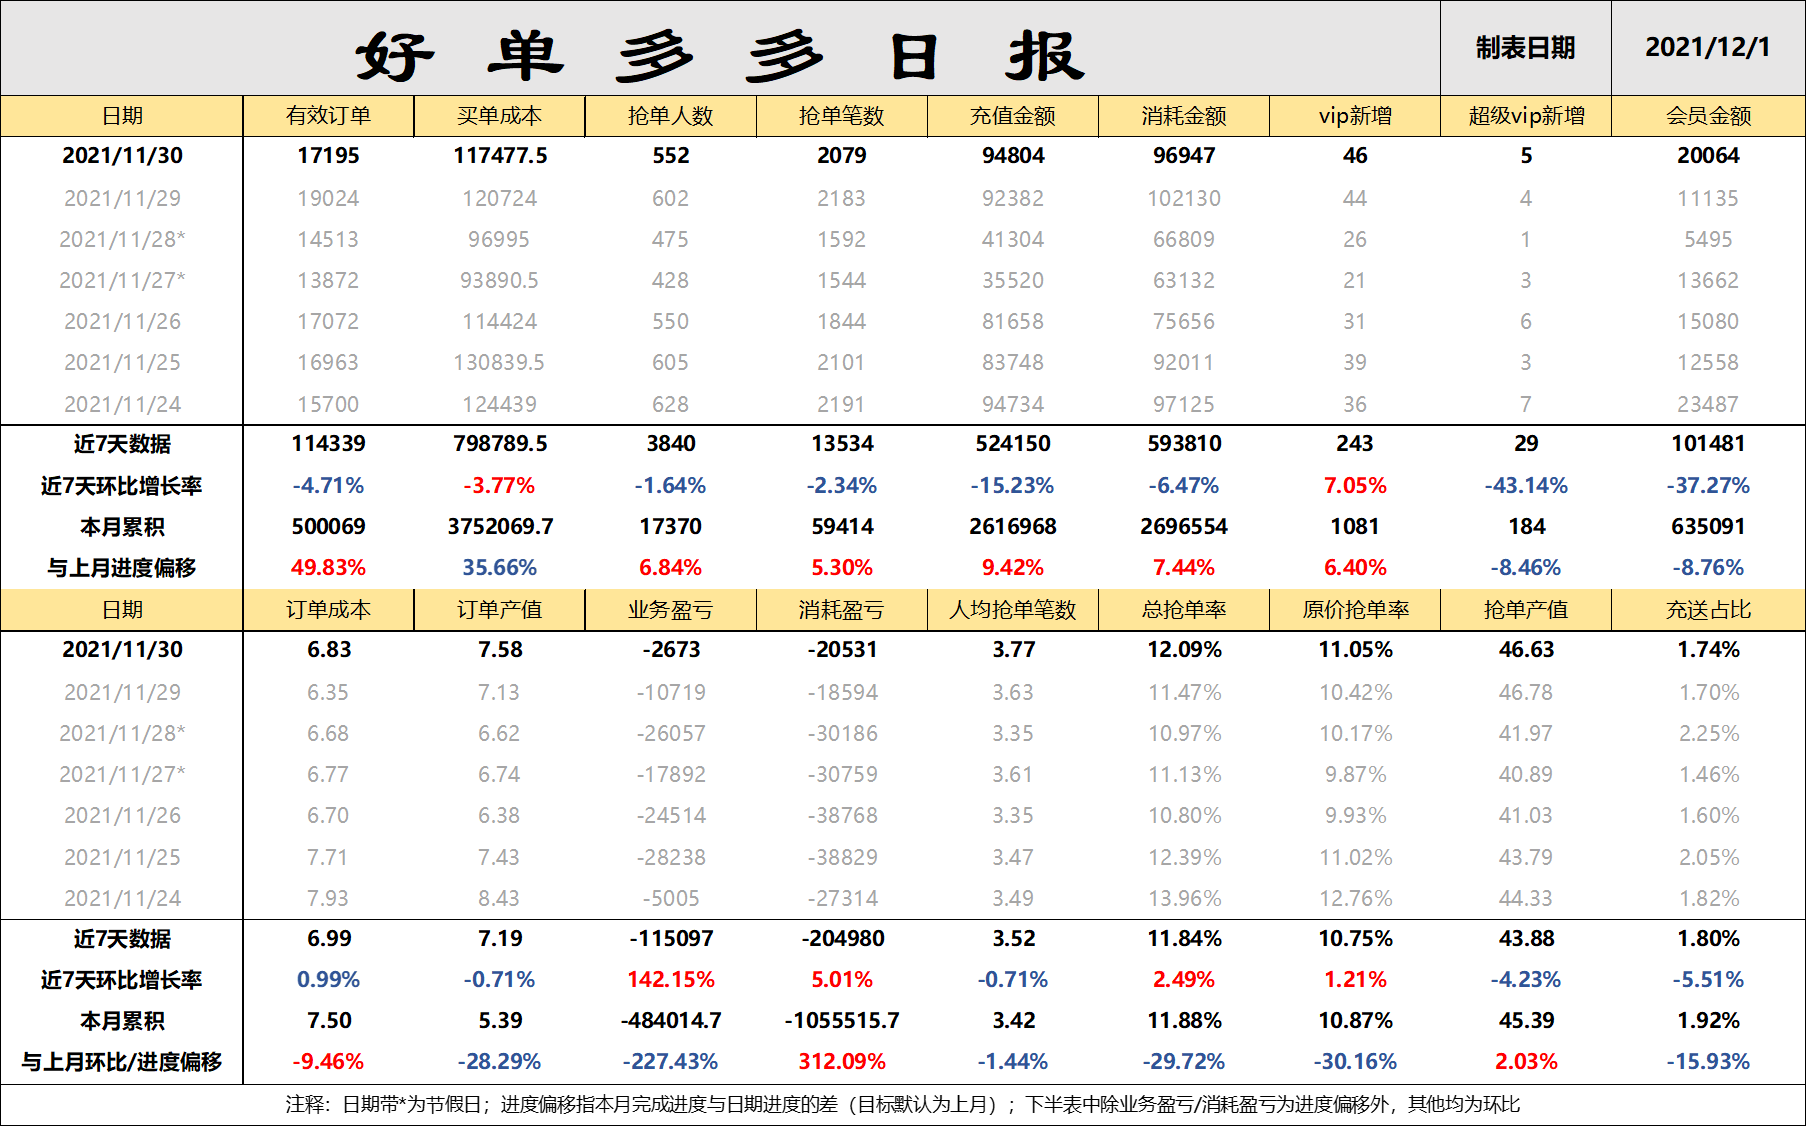 好单多多日报 制表日期 2021/12/1
日期 有效订单 买单成本 抢单人数 抢单笔数 充值金额 消耗金额 vip新增 超级vip新增 会员金额
2021/11/30 17195 117477.5 552 2079 94804 96947 46 5 20064
2021/11/29 19024 120724 602 2183 92382 102130 44 4 11135
2021/11/28* 14513 96995 475 1592 41304 66809 26 1 5495
2021/11/27* 13872 93890.5 428 1544 35520 63132 21 3 13662
2021/11/26 17072 114424 550 1844 81658 75656 31 6 15080
2021/11/25 16963 130839.5 605 2101 83748 92011 39 3 12558
2021/11/24 15700 124439 628 2191 94734 97125 36 7 23487
近7天数据 114339 798789.5 3840 13534 524150 593810 243 29 101481
近7天环比增长率 -4.71% -3.77% -1.64% -2.34% -15.23% -6.47% 7.05% -43.14% -37.27%
本月累积 500069 3752069.7 17370 59414 2616968 2696554 1081 184 635091
与上月进度偏移 49.83% 35.66% 6.84% 5.30% 9.42% 7.44% 6.40% -8.46% -8.76%
日期 订单成本 订单产值 业务盈亏 消耗盈亏 人均抢单笔数 总抢单率 原价抢单率 抢单产值 充送占比
2021/11/30 6.83 7.58 -2673 -20531 3.77 12.09% 11.05% 46.63 1.74%
2021/11/29 6.35 7.13 -10719 -18594 3.63 11.47% 10.42% 46.78 1.70%
2021/11/28* 6.68 6.62 -26057 -30186 3.35 10.97% 10.17% 41.97 2.25%
2021/11/27* 6.77 6.74 -17892 -30759 3.61 11.13% 9.87% 40.89 1.46%
2021/11/26 6.70 6.38 -24514 -38768 3.35 10.80% 9.93% 41.03 1.60%
2021/11/25 7.71 7.43 -28238 -38829 3.47 12.39% 11.02% 43.79 2.05%
2021/11/24 7.93 8.43 -5005 -27314 3.49 13.96% 12.76% 44.33 1.82%
近7天数据 6.99 7.19 -115097 -204980 3.52 11.84% 10.75% 43.88 1.80%
近7天环比增长率 0.99% -0.71% 142.15% 5.01% -0.71% 2.49% 1.21% -4.23% -5.51%
本月累积 7.50 5.39 -484014.7 -1055515.7 3.42 11.88% 10.87% 45.39 1.92%
与上月环比/进度偏移 -9.46% -28.29% -227.43% 312.09% -1.44% -29.72% -30.16% 2.03% -15.93%
注释：日期带*为节假日；进度偏移指本月完成进度与日期进度的差（目标默认为上月）；下半表中除业务盈亏/消耗盈亏为进度偏移外，其他均为环比